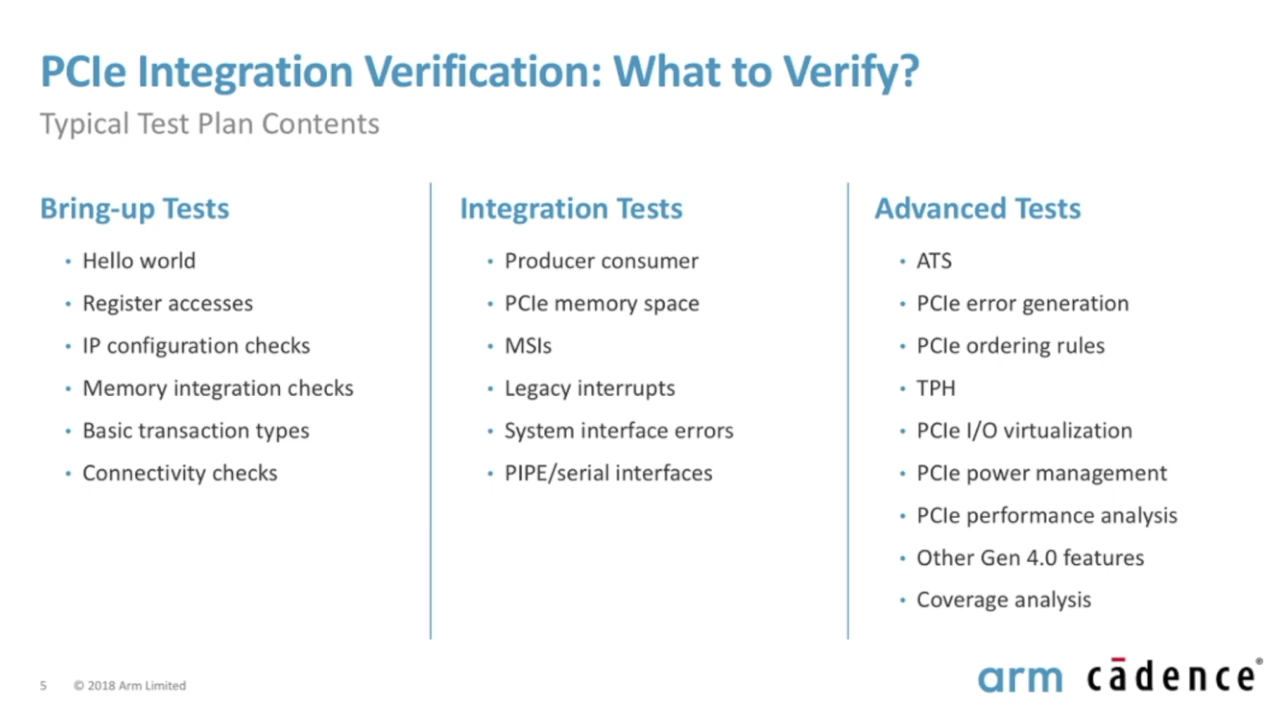 PCIe Integration Verification: What to Verify?
Typical Test Plan Contents
Bring-up Tests
• Hello world
• Register accesses
• IP configuration checks
• Memory integration checks
• Basic transaction types
• Connectivity checks
Integration Tests
• Producer consumer
• PCIe memory space
• MSIs
• Legacy interrupts
• System interface errors
• PIPE/serial interfaces
Advanced Tests
• ATS
• PCIe error generation
• PCIe ordering rules
• TPH
• PCIe I/O virtualization
• PCIe power management
• PCIe performance analysis
• Other Gen 4.0 features
• Coverage analysis
5 © 2018 Arm Limited
arm cādence®